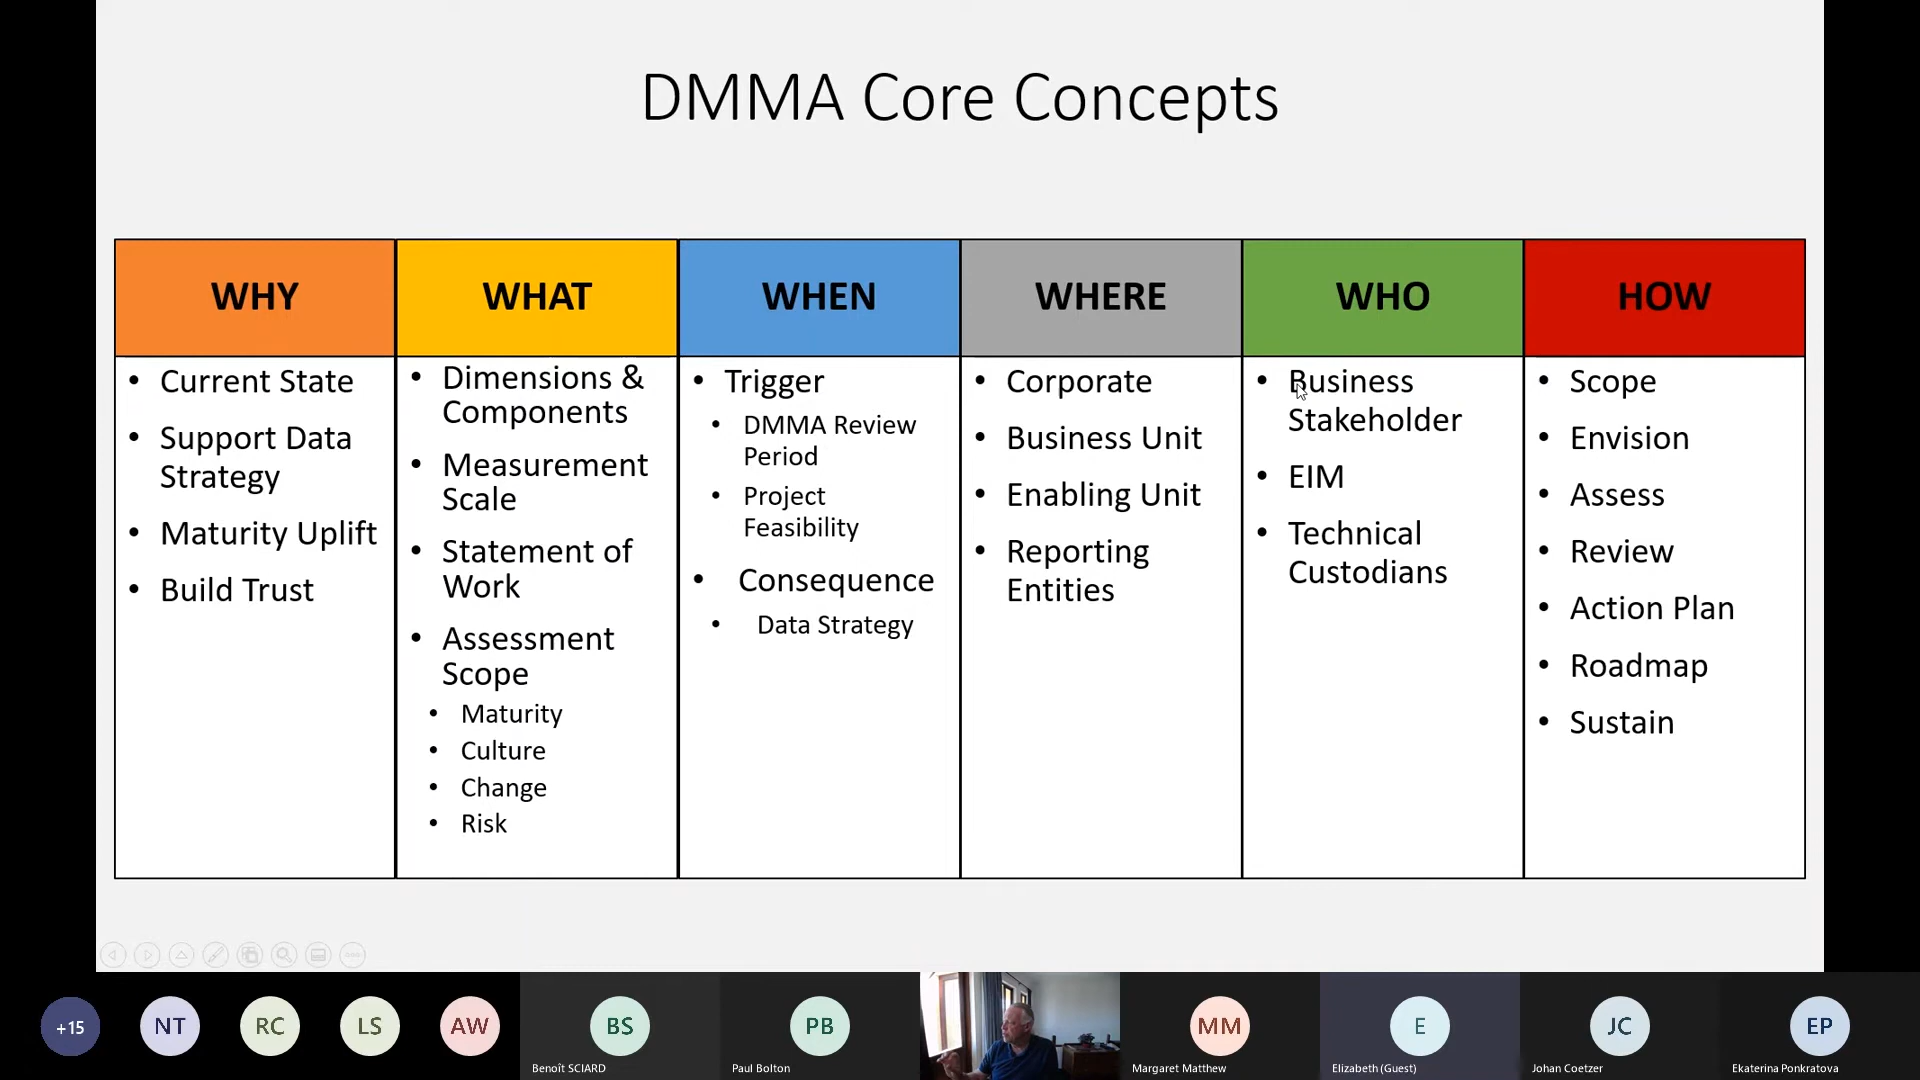 DMMA Core Concepts
WHY
WHAT
WHEN
WHERE
WHO
HOW
• Current State
• Support Data
Strategy
• Maturity Uplift
• Build Trust
• Dimensions &
Components
• Measurement
Scale
• Statement of
Work
• Assessment
Scope
• Maturity
• Culture
• Change
• Risk
• Trigger
• DMMA Review
Period
• Project
Feasibility
• Consequence
• Data Strategy
• Corporate
• Business Unit
• Enabling Unit
• Reporting
Entities
• Business
Stakeholder
• EIM
• Technical
Custodians
• Scope
• Envision
• Assess
• Review
• Action Plan
• Roadmap
• Sustain
+15
NT
RC
LS
AW
BS
PB
MM
E
JC
EP
Benoît SCIARD
Paul Bolton
Margaret Matthew
Elizabeth (Guest)
Johan Coetzer
Ekaterina Ponkratova